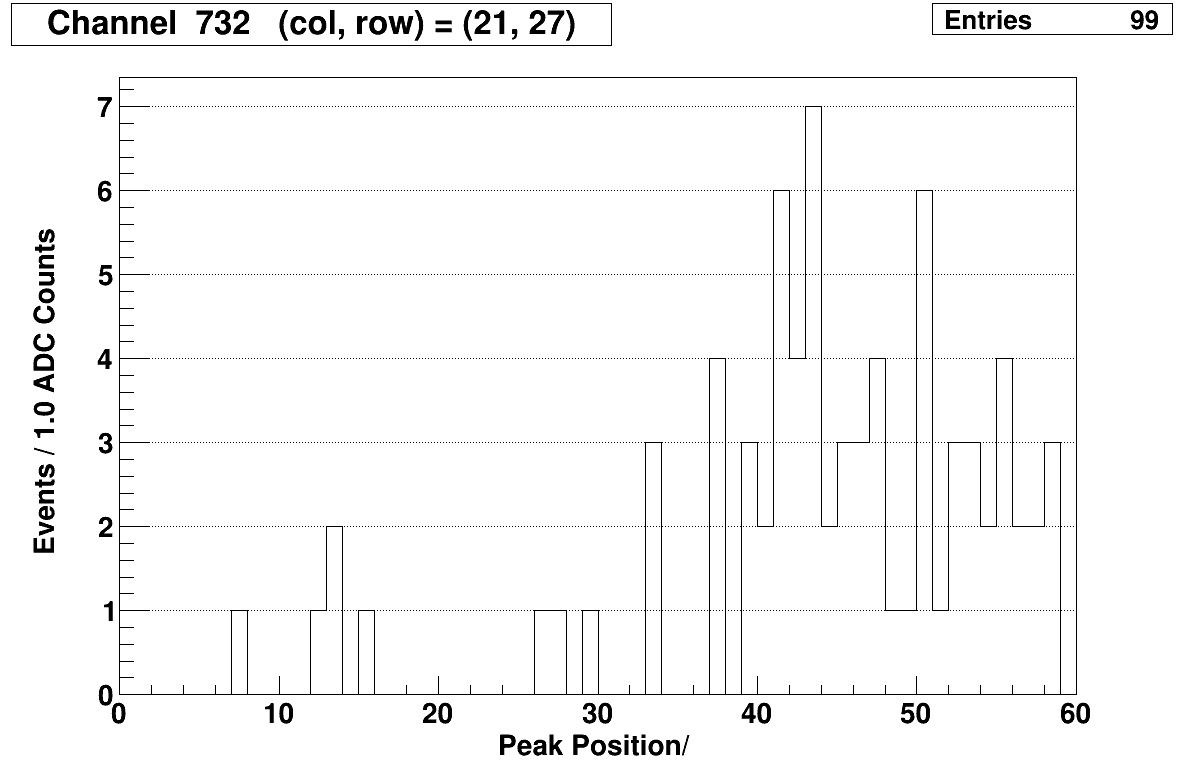 Channel 732 (col, row) = (21, 27)
Entries 99
Events / 1.0 ADC Counts
7
6
5
4
3
2
1
0
0 10 20 30 40 50 60
Peak Position/